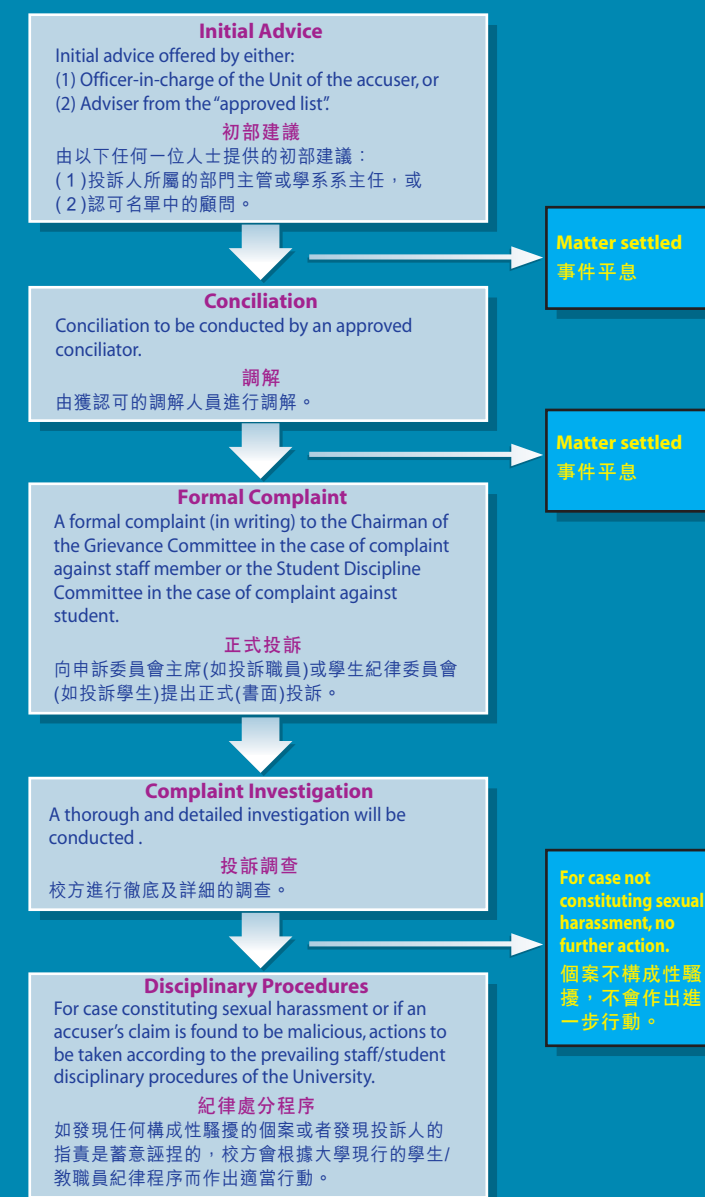 Initial Advice
Initial advice offered by either:
(1) Officer-in-charge of the Unit of the accuser, or
(2) Adviser from the “approved list”.
初部建議
由以下任何一位人士提供的初部建議：
(1)投訴人所屬的部門主管或學系系主任，或
(2)認可名單中的顧問。
Matter settled
事件平息
Conciliation
Conciliation to be conducted by an approved
conciliator.
調解
由獲認可的調解人員進行調解。
Matter settled
事件平息
Formal Complaint
A formal complaint (in writing) to the Chairman of
the Grievance Committee in the case of complaint
against staff member or the Student Discipline
Committee in the case of complaint against
student.
正式投訴
向申訴委員會主席(如投訴職員)或學生紀律委員會
(如投訴學生)提出正式(書面)投訴。
Complaint Investigation
A thorough and detailed investigation will be
conducted .
投訴調查
校方進行徹底及詳細的調查。
For case not
constituting sexual
harassment, no
further action.
個案不構成性騷
擾，不會作出進
一步行動。
Disciplinary Procedures
For case constituting sexual harassment or if an
accuser’s claim is found to be malicious, actions to
be taken according to the prevailing staff/student
disciplinary procedures of the University.
紀律處分程序
如發現任何構成性騷擾的個案或者發現投訴人的
指責是蓄意誣捏的，校方會根據大學現行的學生/
教職員紀律程序而作出適當行動。